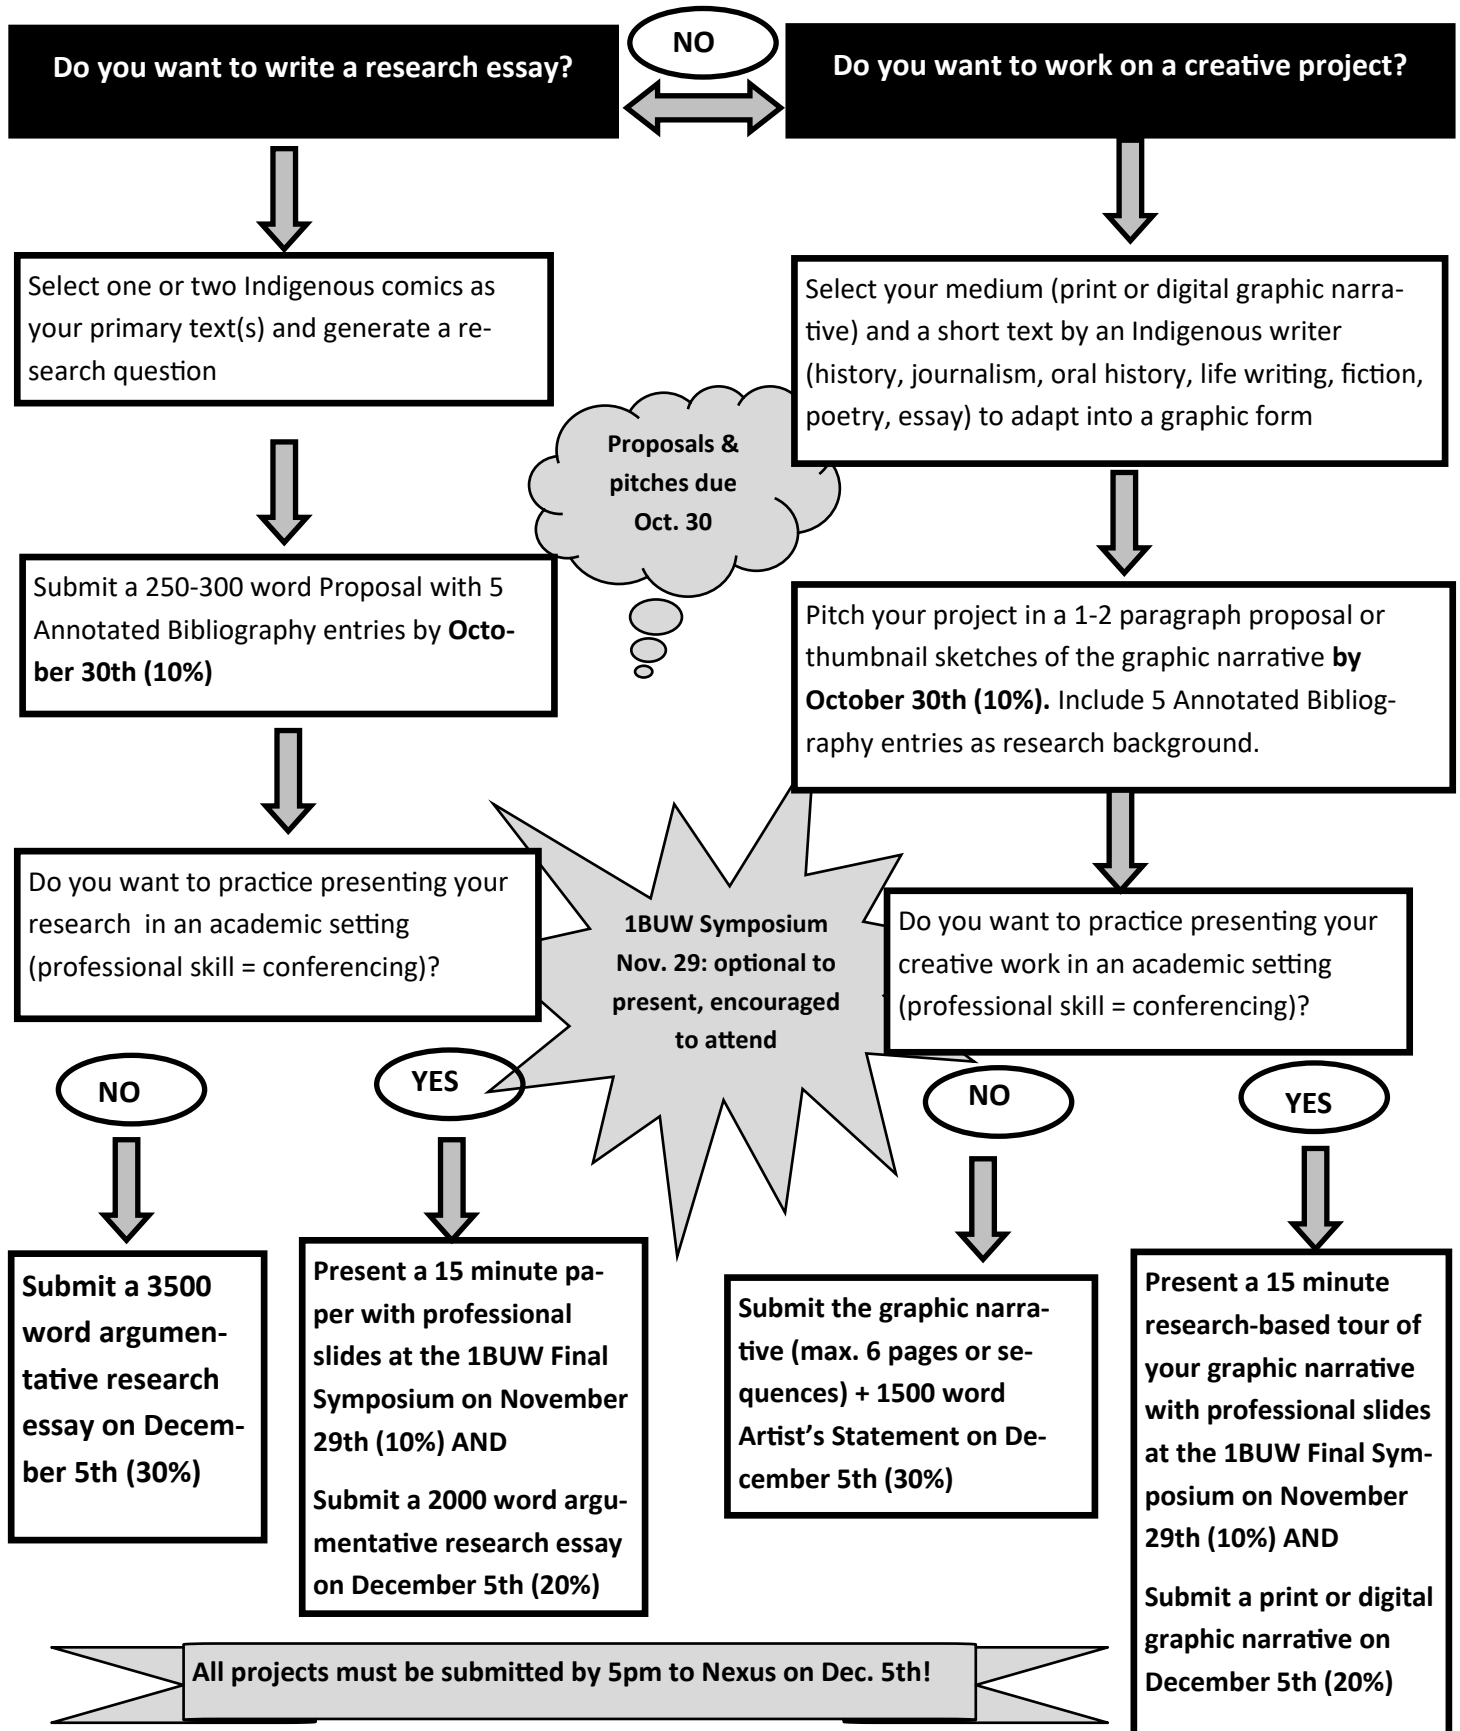 Do you want to write a research essay?
NO
Do you want to work on a creative project?
Select one or two Indigenous comics as
your primary text(s) and generate a re-
search question
Select your medium (print or digital graphic narra-
tive) and a short text by an Indigenous writer
(history, journalism, oral history, life writing, fiction,
poetry, essay) to adapt into a graphic form
Proposals &
pitches due
Oct. 30
Submit a 250-300 word Proposal with 5
Annotated Bibliography entries by Octo-
ber 30th (10%)
Pitch your project in a 1-2 paragraph proposal or
thumbnail sketches of the graphic narrative by
October 30th (10%). Include 5 Annotated Bibliog-
raphy entries as research background.
Do you want to practice presenting your
research in an academic setting
(professional skill = conferencing)?
1BUW Symposium
Nov. 29: optional to
present, encouraged
to attend
Do you want to practice presenting your
creative work in an academic setting
(professional skill = conferencing)?
NO
YES
NO
YES
Submit a 3500
word argumen-
tative research
essay on Decem-
ber 5th (30%)
Present a 15 minute pa-
per with professional
slides at the 1BUW Final
Symposium on November
29th (10%) AND
Submit a 2000 word argu-
mentative research essay
on December 5th (20%)
Submit the graphic narra-
tive (max. 6 pages or se-
quences) + 1500 word
Artist's Statement on De-
cember 5th (30%)
Present a 15 minute
research-based tour of
your graphic narrative
with professional slides
at the 1BUW Final Sym-
posium on November
29th (10%) AND
Submit a print or digital
graphic narrative on
December 5th (20%)
All projects must be submitted by 5pm to Nexus on Dec. 5th!